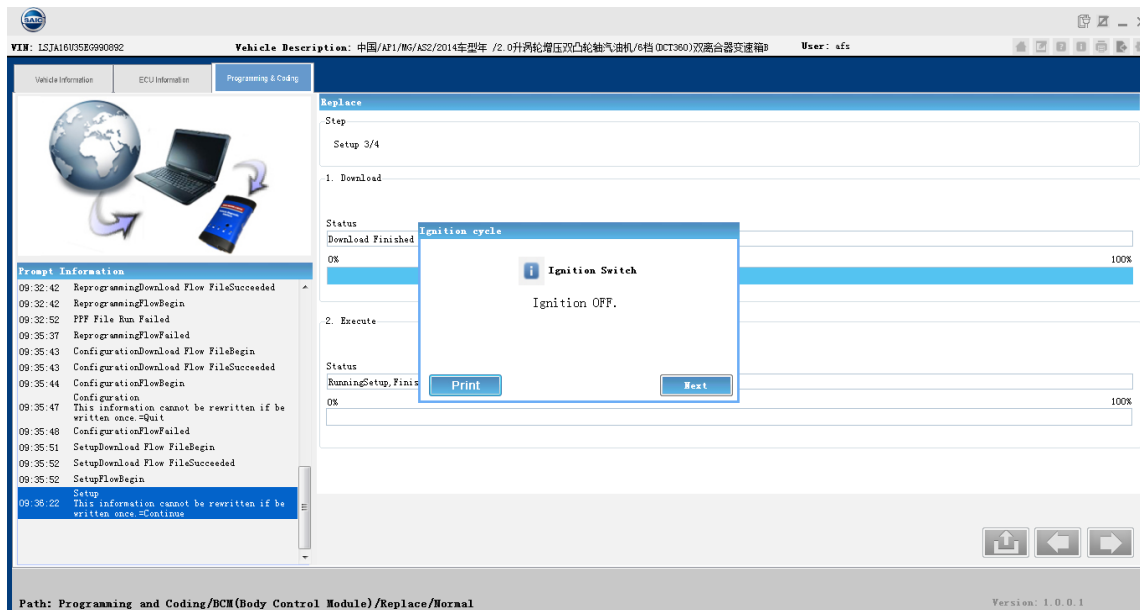 SAIC
VIN: LSJA16U35EG990892 Vehicle Description: 中国/AP1/MG/AS2/2014车型年 /2.0升涡轮增压双凸轮轴汽油机/6档(DCT360)双离合器变速箱B User: afs
Vehicle Information ECU Information Programming & Coding
Replace
Step
Setup 3/4
1. Download
Status
Download Finished
0% 100%
Ignition cycle
Ignition Switch
Ignition OFF.
Print Next
2. Execute
Status
RunningSetup,Finis
0% 100%
Prompt Information
09:32:42 ReprogrammingDownload Flow FileSucceeded
09:32:42 ReprogrammingFlowBegin
09:32:52 PPF File Run Failed
09:35:37 ReprogrammingFlowFailed
09:35:43 ConfigurationDownload Flow FileBegin
09:35:43 ConfigurationDownload Flow FileSucceeded
09:35:44 ConfigurationFlowBegin
Configuration
09:35:47 This information cannot be rewritten if be
written once.=Quit
09:35:48 ConfigurationFlowFailed
09:35:51 SetupDownload Flow FileBegin
09:35:52 SetupDownload Flow FileSucceeded
09:35:52 SetupFlowBegin
Setup
09:36:22 This information cannot be rewritten if be
written once.=Continue
Path: Programming and Coding/BCM(Body Control Module)/Replace/Normal Version: 1.0.0.1